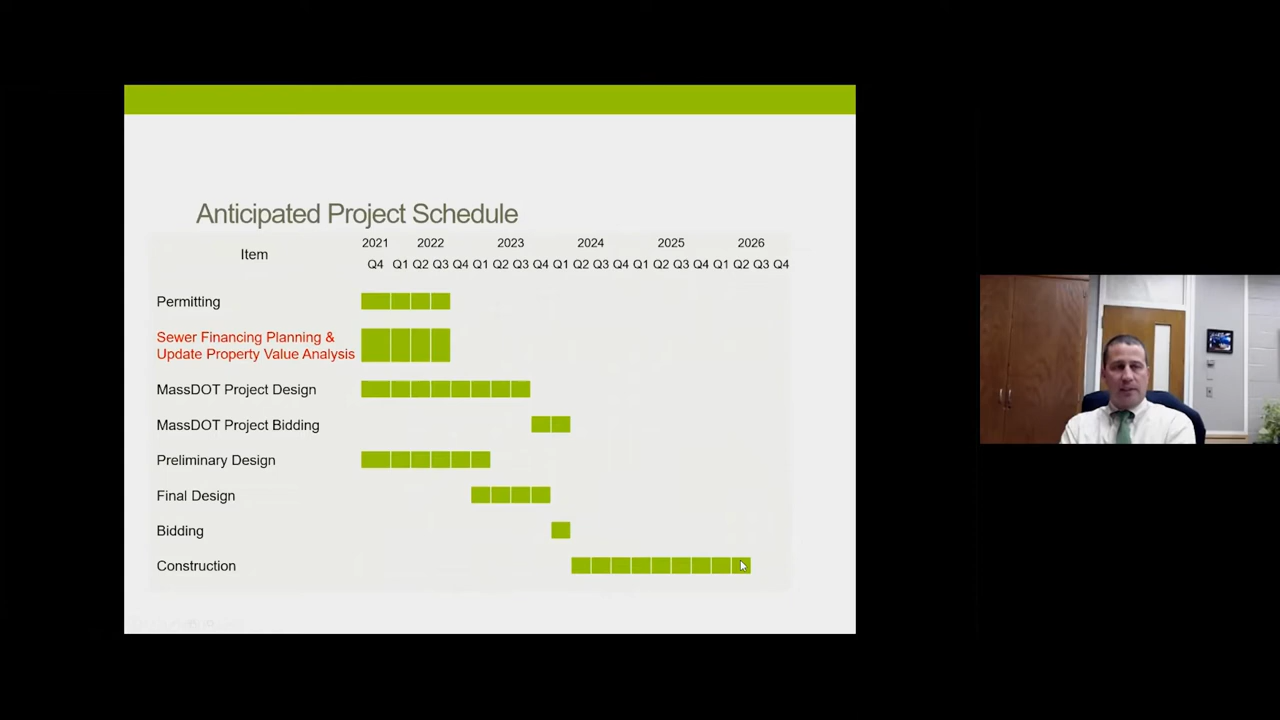 Anticipated Project Schedule
Item
2021 2022 2023 2024 2025 2026
Q4 Q1 Q2 Q3 Q4 Q1 Q2 Q3 Q4 Q1 Q2 Q3 Q4 Q1 Q2 Q3 Q4 Q1 Q2 Q3 Q4
Permitting
Sewer Financing Planning &
Update Property Value Analysis
MassDOT Project Design
MassDOT Project Bidding
Preliminary Design
Final Design
Bidding
Construction